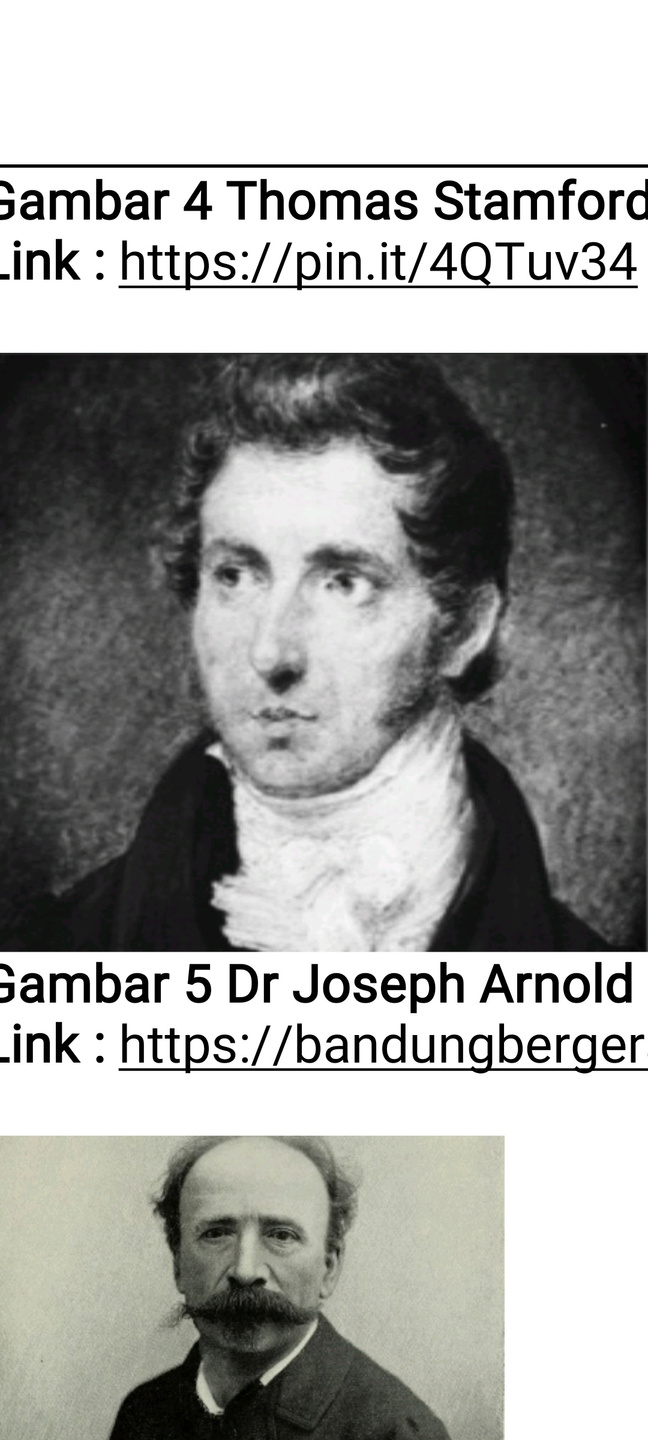 Gambar 4 Thomas Stamford
Link : https://pin.it/4QTuv34
Gambar 5 Dr Joseph Arnold
Link : https://bandungberger